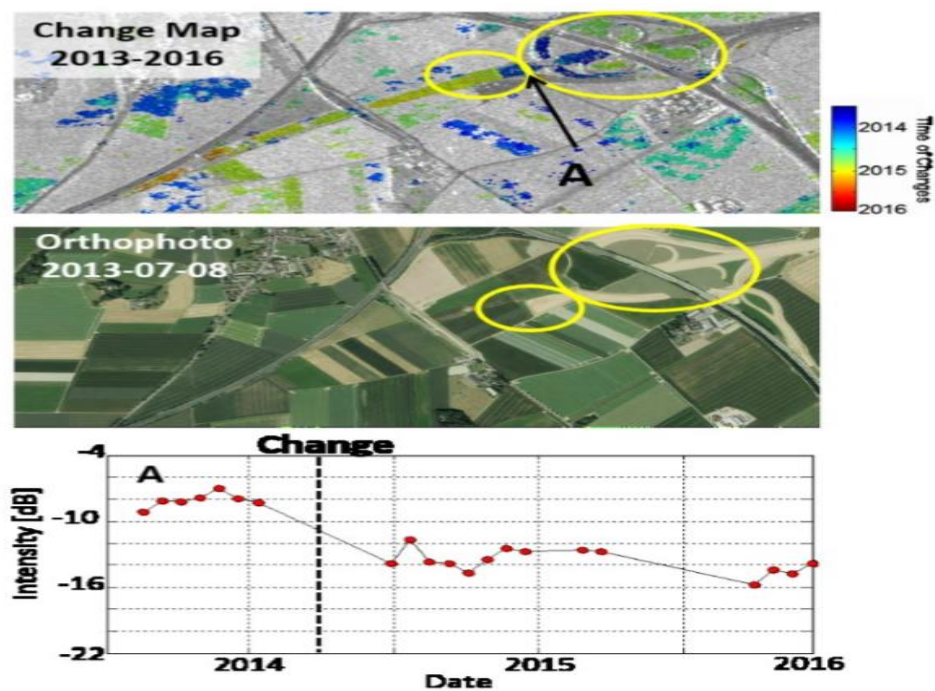 Change Map
2013-2016
A
2014
2015
2016
Time of Changes
Orthophoto
2013-07-08
Change
A
-4
-10
-16
-22
Intensity [dB]
2014
2015
2016
Date